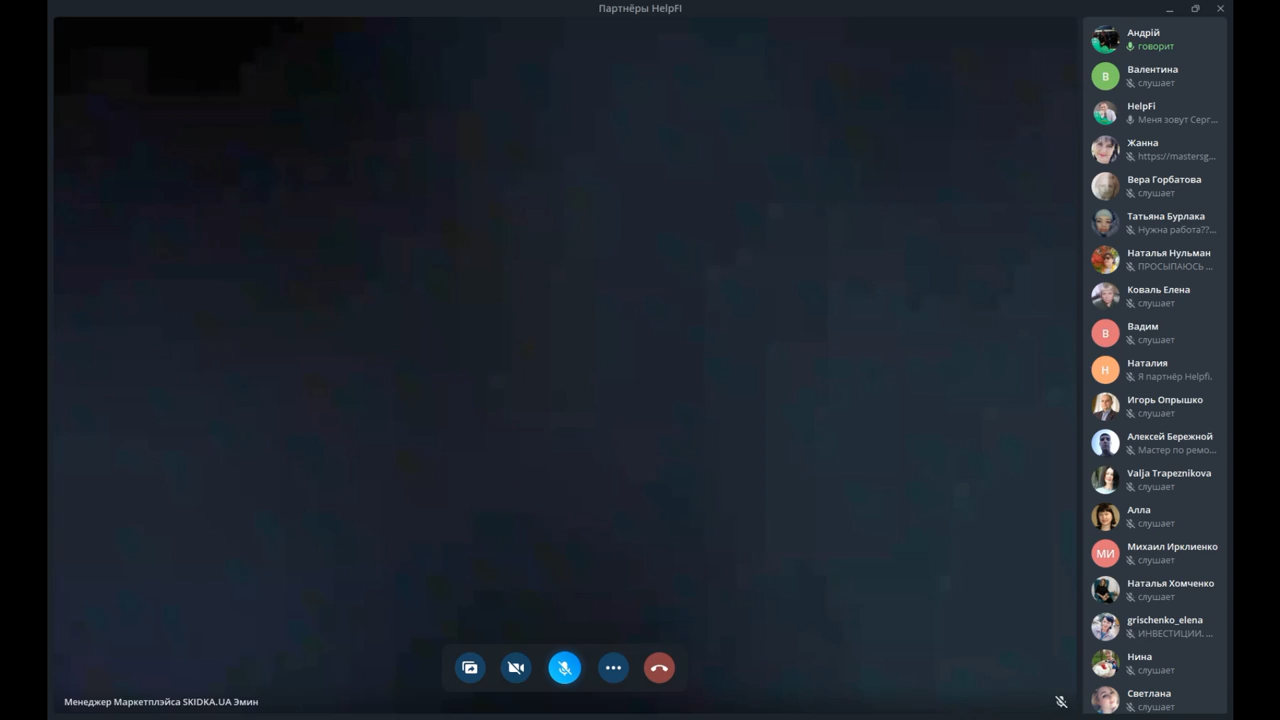 Партнёры HelpFI
Андрій
говорит
В
Валентина
слушает
HelpFi
Меня зовут Серг...
Жанна
https://mastersg...
Вера Горбатова
слушает
Татьяна Бурлака
Нужна работа??...
Наталья Нульман
ПРОСЫПАЮСЬ ...
Коваль Елена
слушает
В
Вадим
слушает
Н
Наталия
Я партнёр Helpfi.
Игорь Опрышко
слушает
Алексей Бережной
Мастер по ремо...
Valja Trapeznikova
слушает
Алла
слушает
МИ
Михаил Ирклиенко
слушает
Наталья Хомченко
слушает
grischenko_elena
ИНВЕСТИЦИИ. ...
Нина
слушает
Светлана
слушает
Менеджер Маркетплэйса SKIDKA.UA Эмин